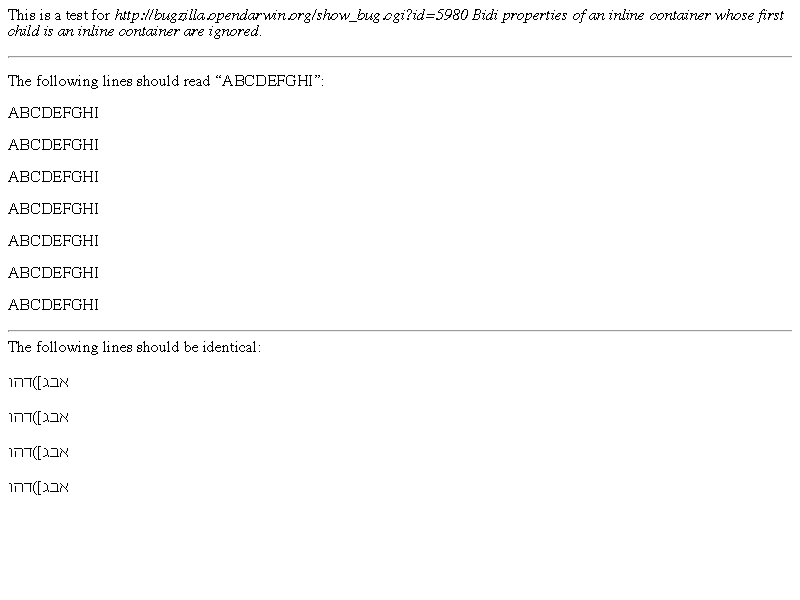 This is a test for http://bugzilla.opendarwin.org/show_bug.cgi?id=5980 Bidi properties of an inline container whose first
child is an inline container are ignored.
The following lines should read “ABCDEFGHI”:
ABCDEFGHI
ABCDEFGHI
ABCDEFGHI
ABCDEFGHI
ABCDEFGHI
ABCDEFGHI
ABCDEFGHI
The following lines should be identical:
אבג])דהו
אבג])דהו
אבג])דהו
אבג])דהו